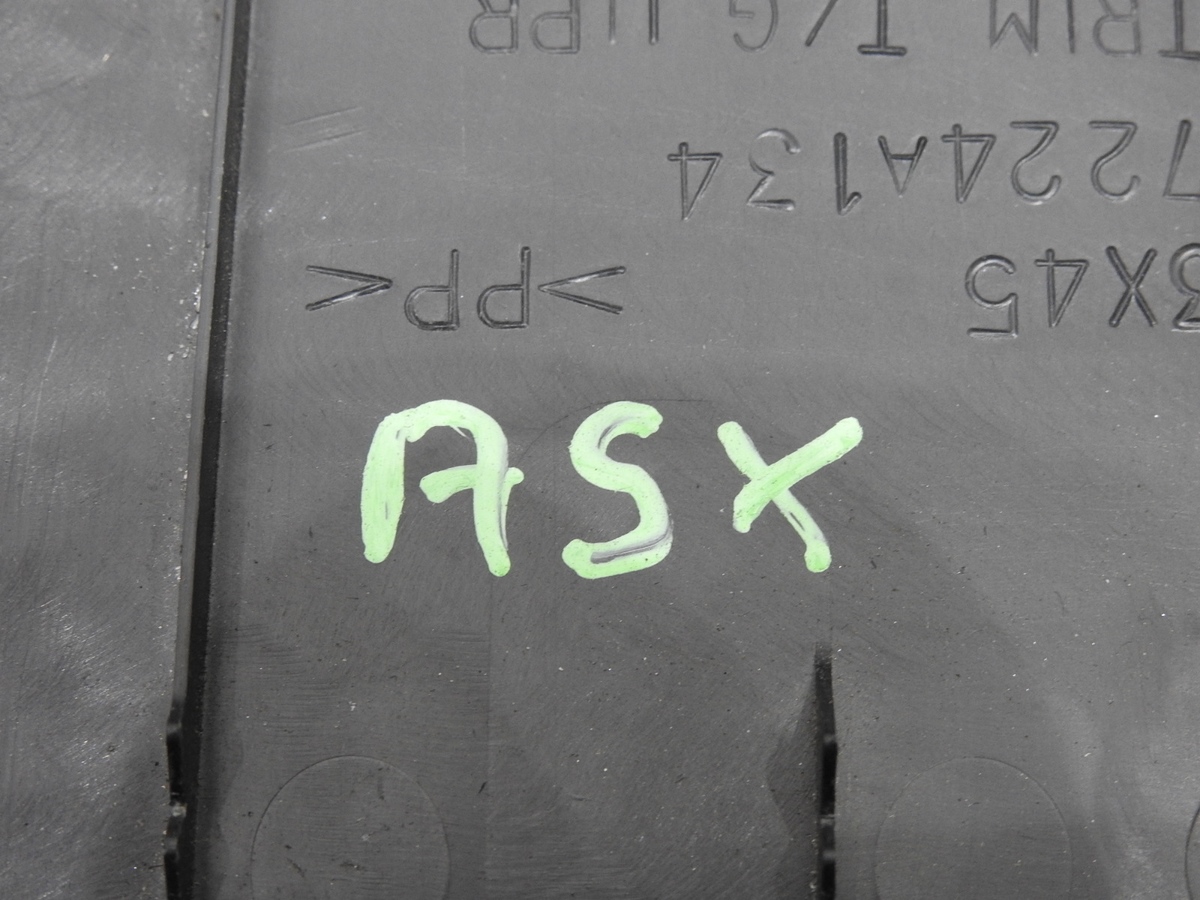 TRIM T/G UPR
7224A134
3X45 >PP<
ASX